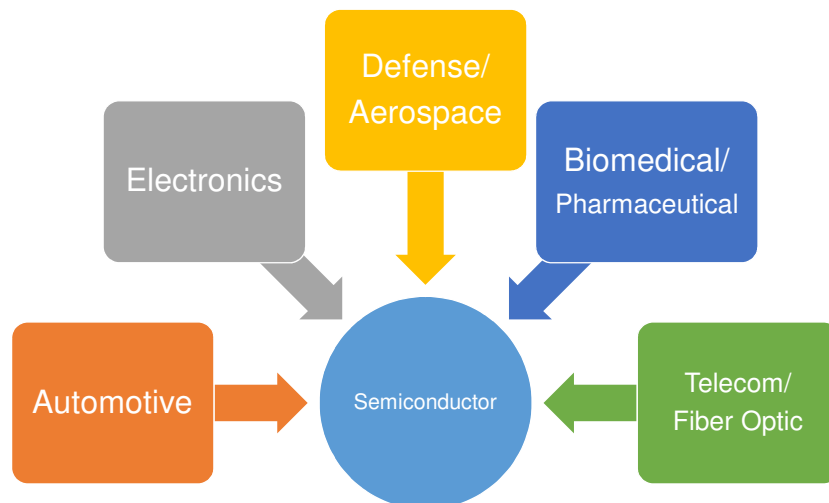 Defense/
Aerospace
Electronics
Biomedical/
Pharmaceutical
Automotive
Semiconductor
Telecom/
Fiber Optic